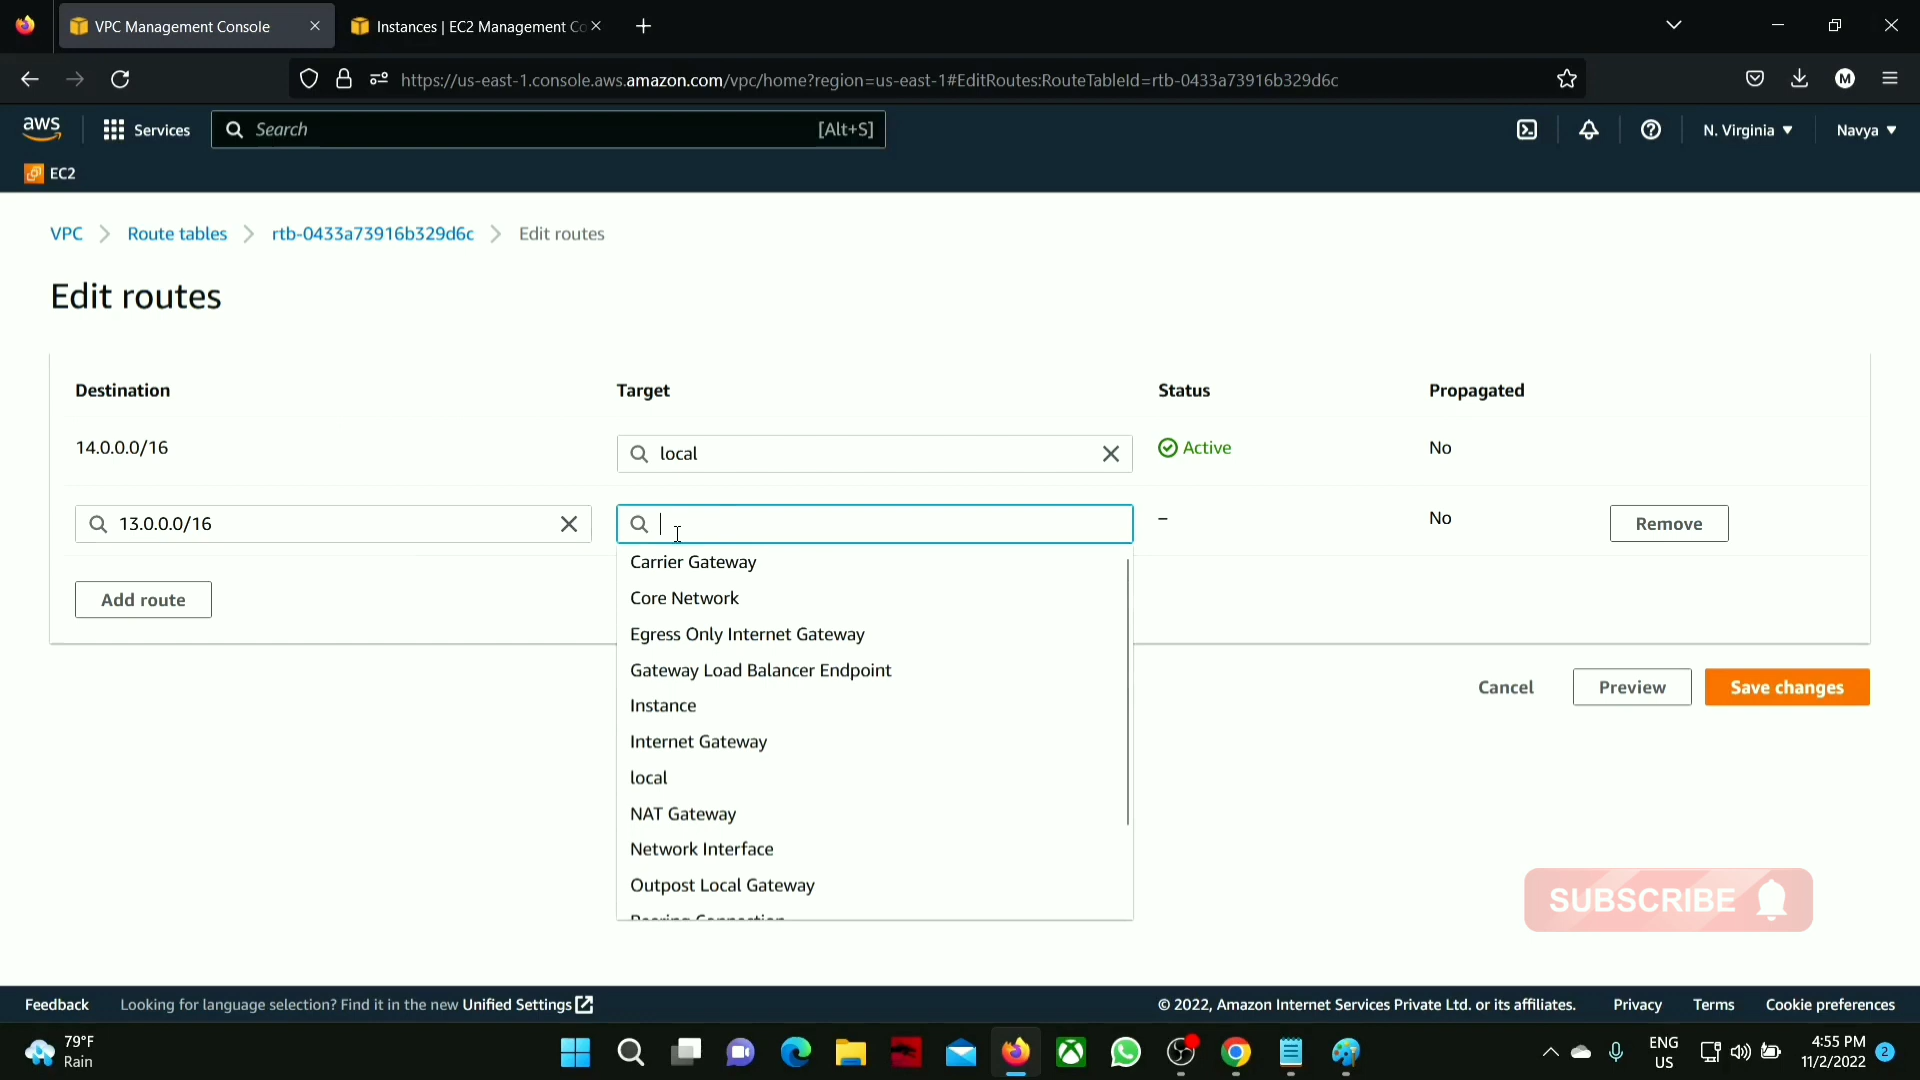 VPC Management Console
Instances | EC2 Management Co
https://us-east-1.console.aws.amazon.com/vpc/home?region=us-east-1#EditRoutes:RouteTableId=rtb-0433a73916b329d6c
M
aws
Services
Search
[Alt+S]
N. Virginia
Navya
EC2
VPC
Route tables
rtb-0433a73916b329d6c
Edit routes
Edit routes
Destination
Target
Status
Propagated
14.0.0.0/16
local
Active
No
13.0.0.0/16
–
No
Remove
Carrier Gateway
Core Network
Egress Only Internet Gateway
Gateway Load Balancer Endpoint
Instance
Internet Gateway
local
NAT Gateway
Network Interface
Outpost Local Gateway
Peering Connection
Add route
Cancel
Preview
Save changes
SUBSCRIBE
Feedback
Looking for language selection? Find it in the new Unified Settings
© 2022, Amazon Internet Services Private Ltd. or its affiliates.
Privacy
Terms
Cookie preferences
79°F
Rain
ENG
US
4:55 PM
11/2/2022
2